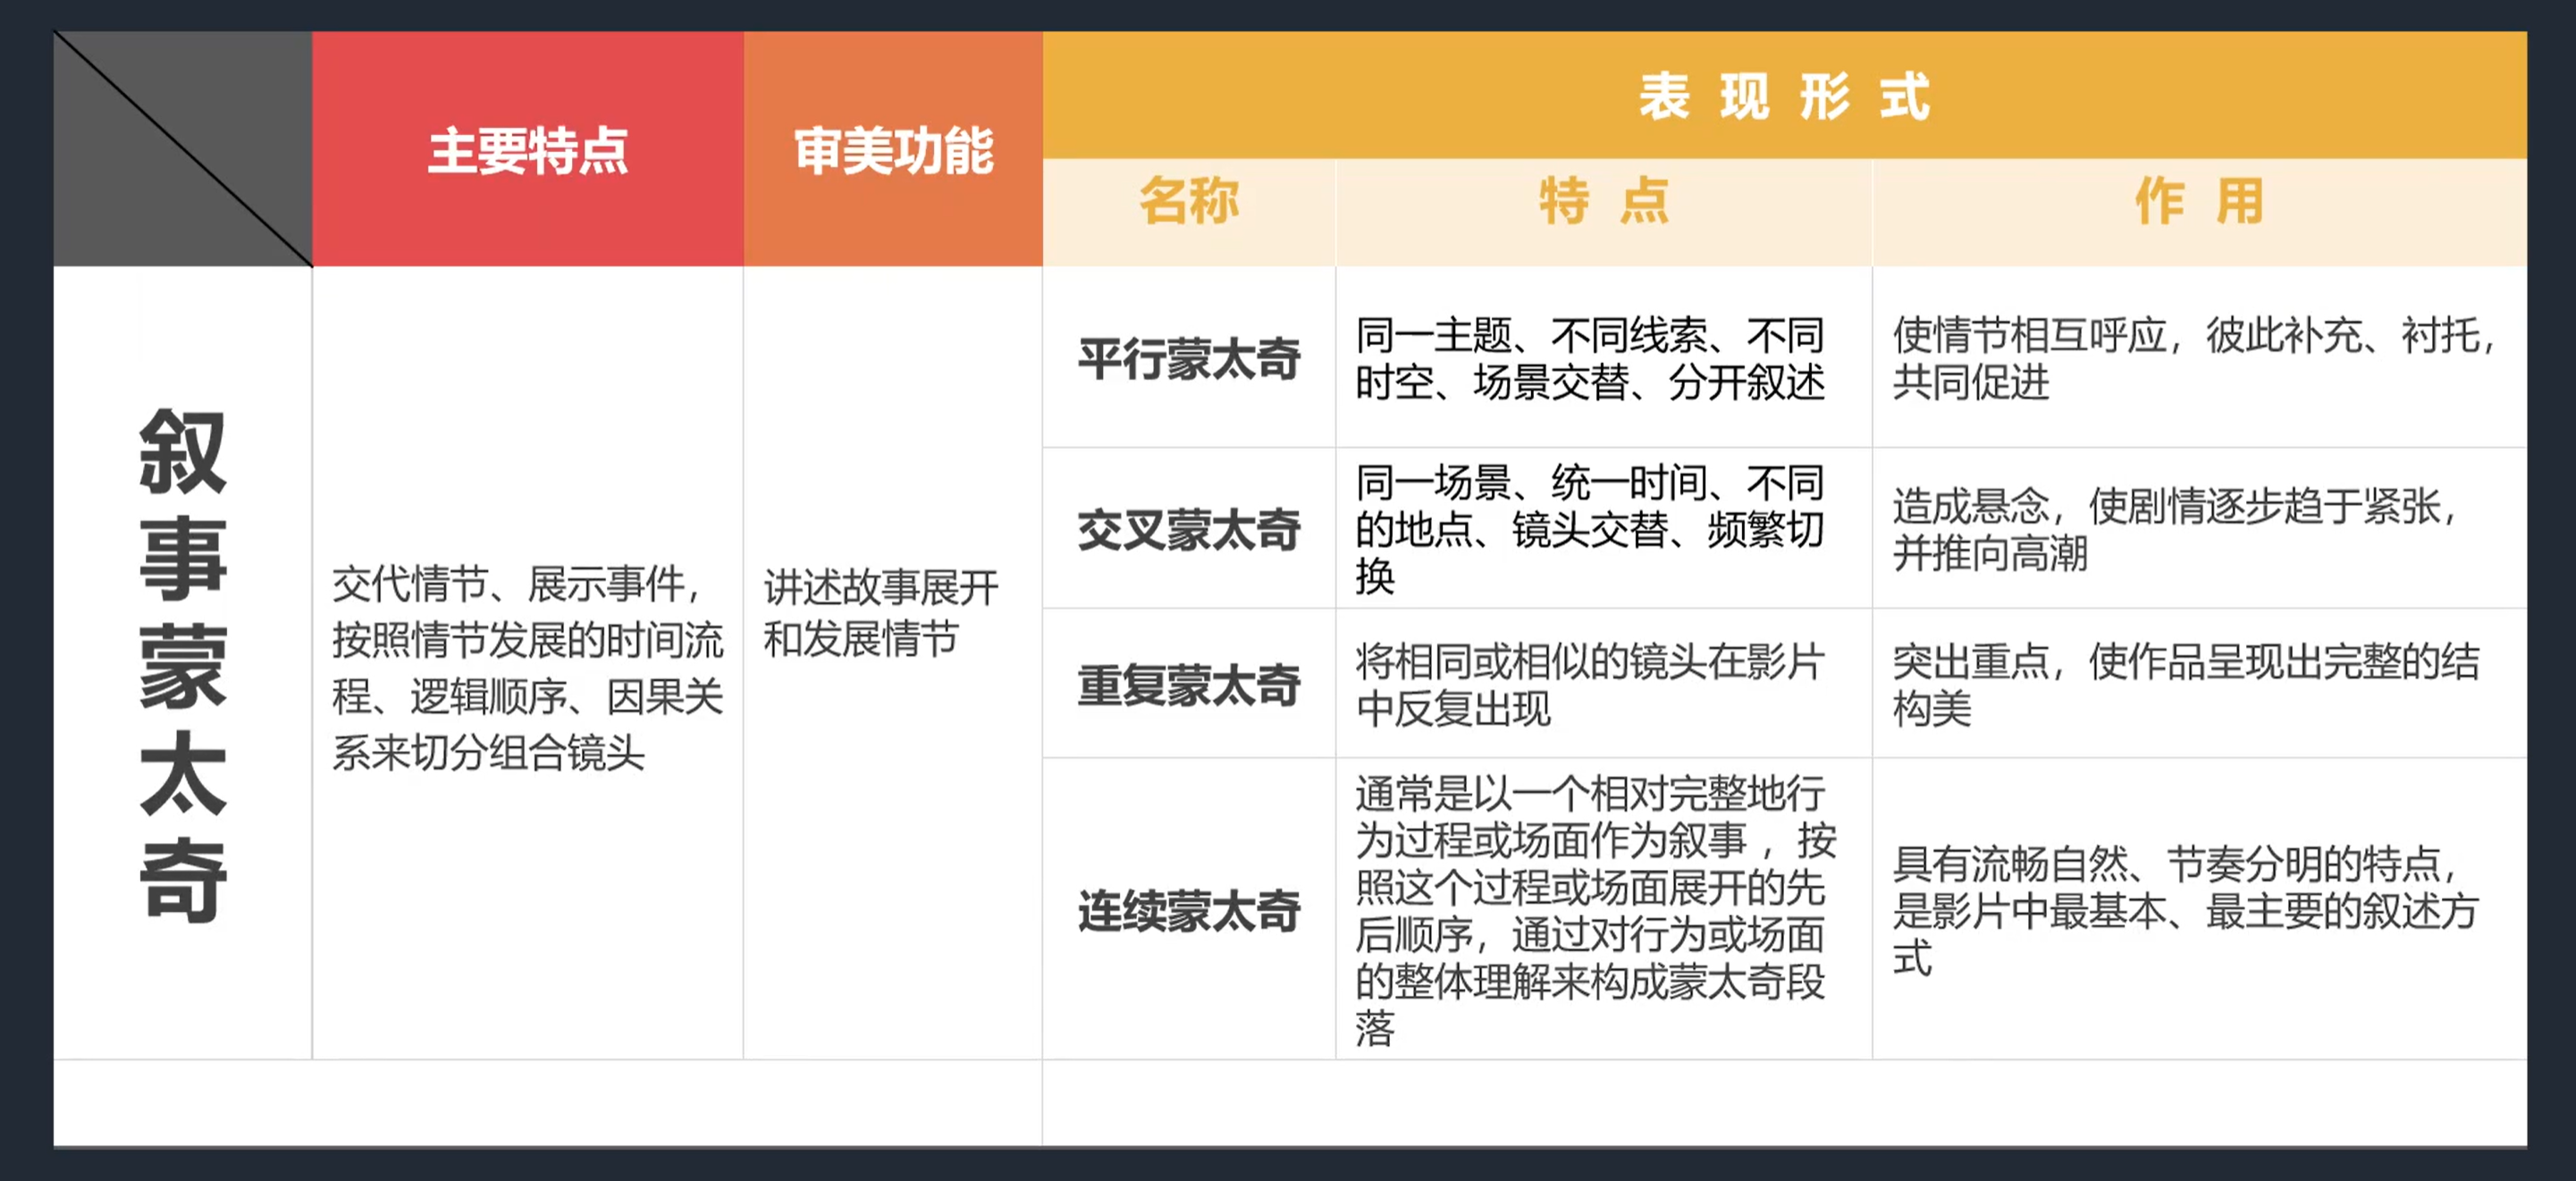 主要特点
审美功能
表现形式
名称
特点
作用
叙事蒙太奇
交代情节、展示事件，
按照情节发展的时间流
程、逻辑顺序、因果关
系来切分组合镜头
讲述故事展开
和发展情节
平行蒙太奇
同一主题、不同线索、不同
时空、场景交替、分开叙述
使情节相互呼应，彼此补充、衬托，
共同促进
交叉蒙太奇
同一场景、统一时间、不同
的地点、镜头交替、频繁切
换
造成悬念，使剧情逐步趋于紧张，
并推向高潮
重复蒙太奇
将相同或相似的镜头在影片
中反复出现
突出重点，使作品呈现出完整的结
构美
连续蒙太奇
通常是以一个相对完整地行
为过程或场面作为叙事，按
照这个过程或场面展开的先
后顺序，通过对行为或场面
的整体理解来构成蒙太奇段
落
具有流畅自然、节奏分明的特点，
是影片中最基本、最主要的叙述方
式